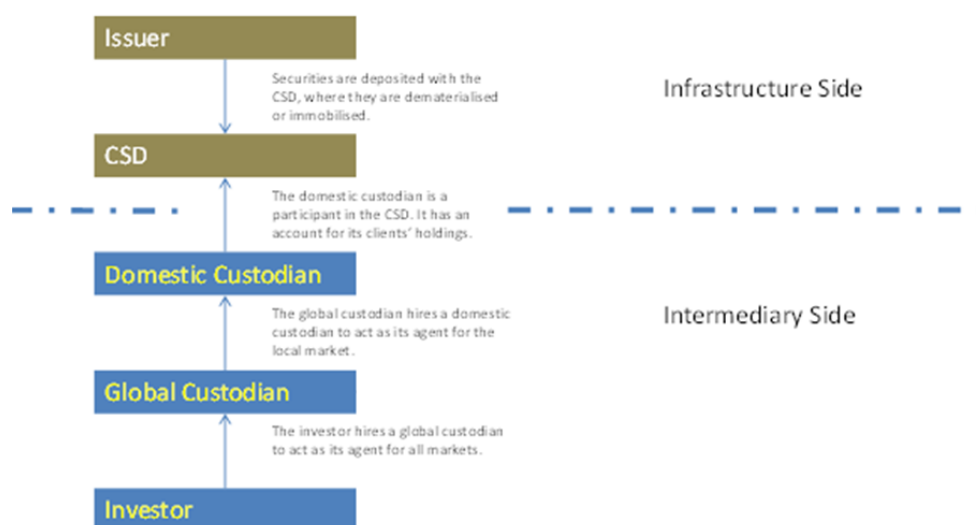 Issuer
Securities are deposited with the
CSD, where they are dematerialised
or immobilised.
Infrastructure Side
CSD
The domestic custodian is a
participant in the CSD. It has an
account for its clients’ holdings.
Domestic Custodian
The global custodian hires a domestic
custodian to act as its agent for the
local market.
Intermediary Side
Global Custodian
The investor hires a global custodian
to act as its agent for all markets.
Investor